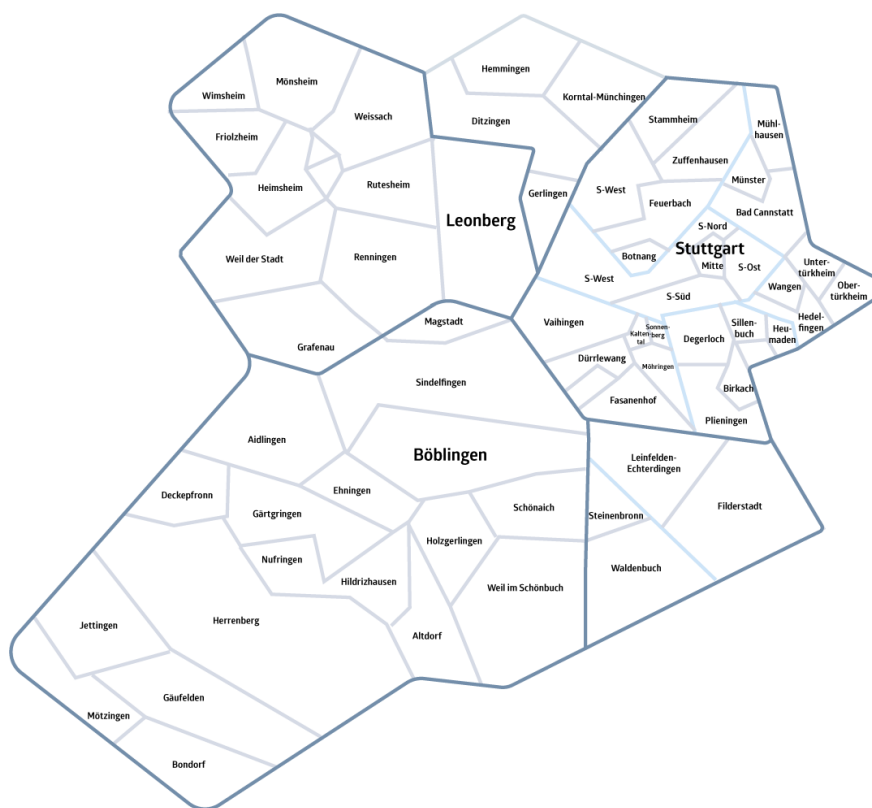 Hemmingen
Mönsheim
Wimsheim
Korntal-Münchingen
Weissach
Ditzingen
Stammheim
Mühl-
hausen
Friolzheim
Zuffenhausen
Heimsheim
Rutesheim
Gerlingen
S-West
Münster
Feuerbach
Leonberg
Bad Cannstatt
S-Nord
Stuttgart
Botnang
Weil der Stadt
Renningen
Mitte
S-Ost
Unter-
türkheim
S-West
Wangen
Ober-
türkheim
S-Süd
Magstadt
Vaihingen
Kalten-
tal
Sonnen-
berg
Degerloch
Sillen-
buch
Heu-
maden
Hedel-
fingen
Grafenau
Dürrlewang
Möhringen
Sindelfingen
Birkach
Fasanenhof
Plieningen
Aidlingen
Böblingen
Leinfelden-
Echterdingen
Deckepfronn
Ehningen
Schönaich
Filderstadt
Gärtgringen
Steinenbronn
Holzgerlingen
Nufringen
Waldenbuch
Hildrizhausen
Weil im Schönbuch
Herrenberg
Jettingen
Altdorf
Gäufelden
Mötzingen
Bondorf